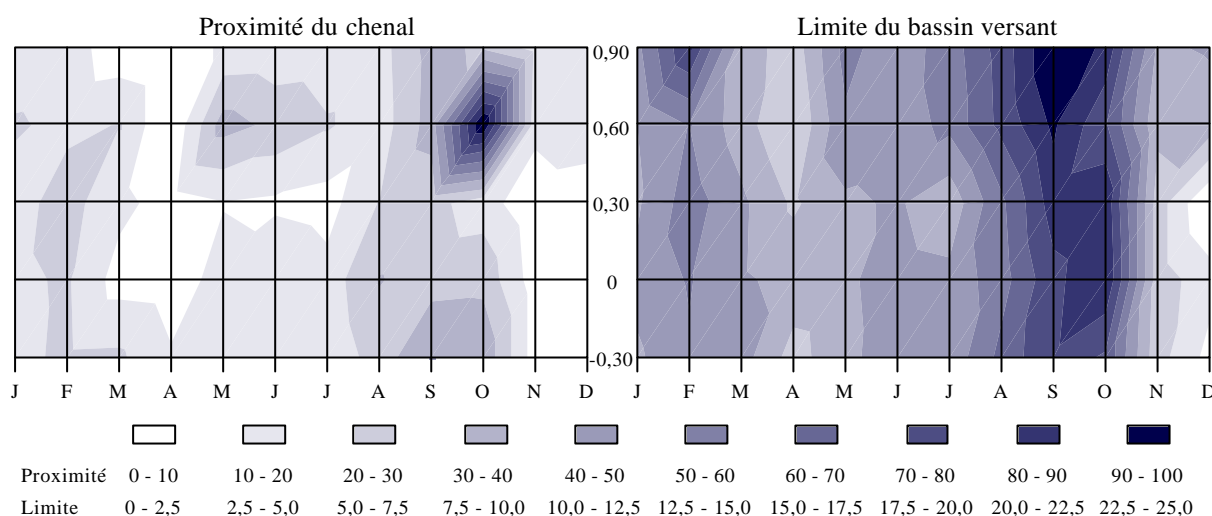 Proximité du chenal
Limite du bassin versant
0,90
0,60
0,30
0
-0.30
J F M A M J J A S O N D
J F M A M J J A S O N D
Proximité 0 - 10 10 - 20 20 - 30 30 - 40 40 - 50 50 - 60 60 - 70 70 - 80 80 - 90 90 - 100
Limite 0 - 2,5 2,5 - 5,0 5,0 - 7,5 7,5 - 10,0 10,0 - 12,5 12,5 - 15,0 15,0 - 17,5 17,5 - 20,0 20,0 - 22,5 22,5 - 25,0